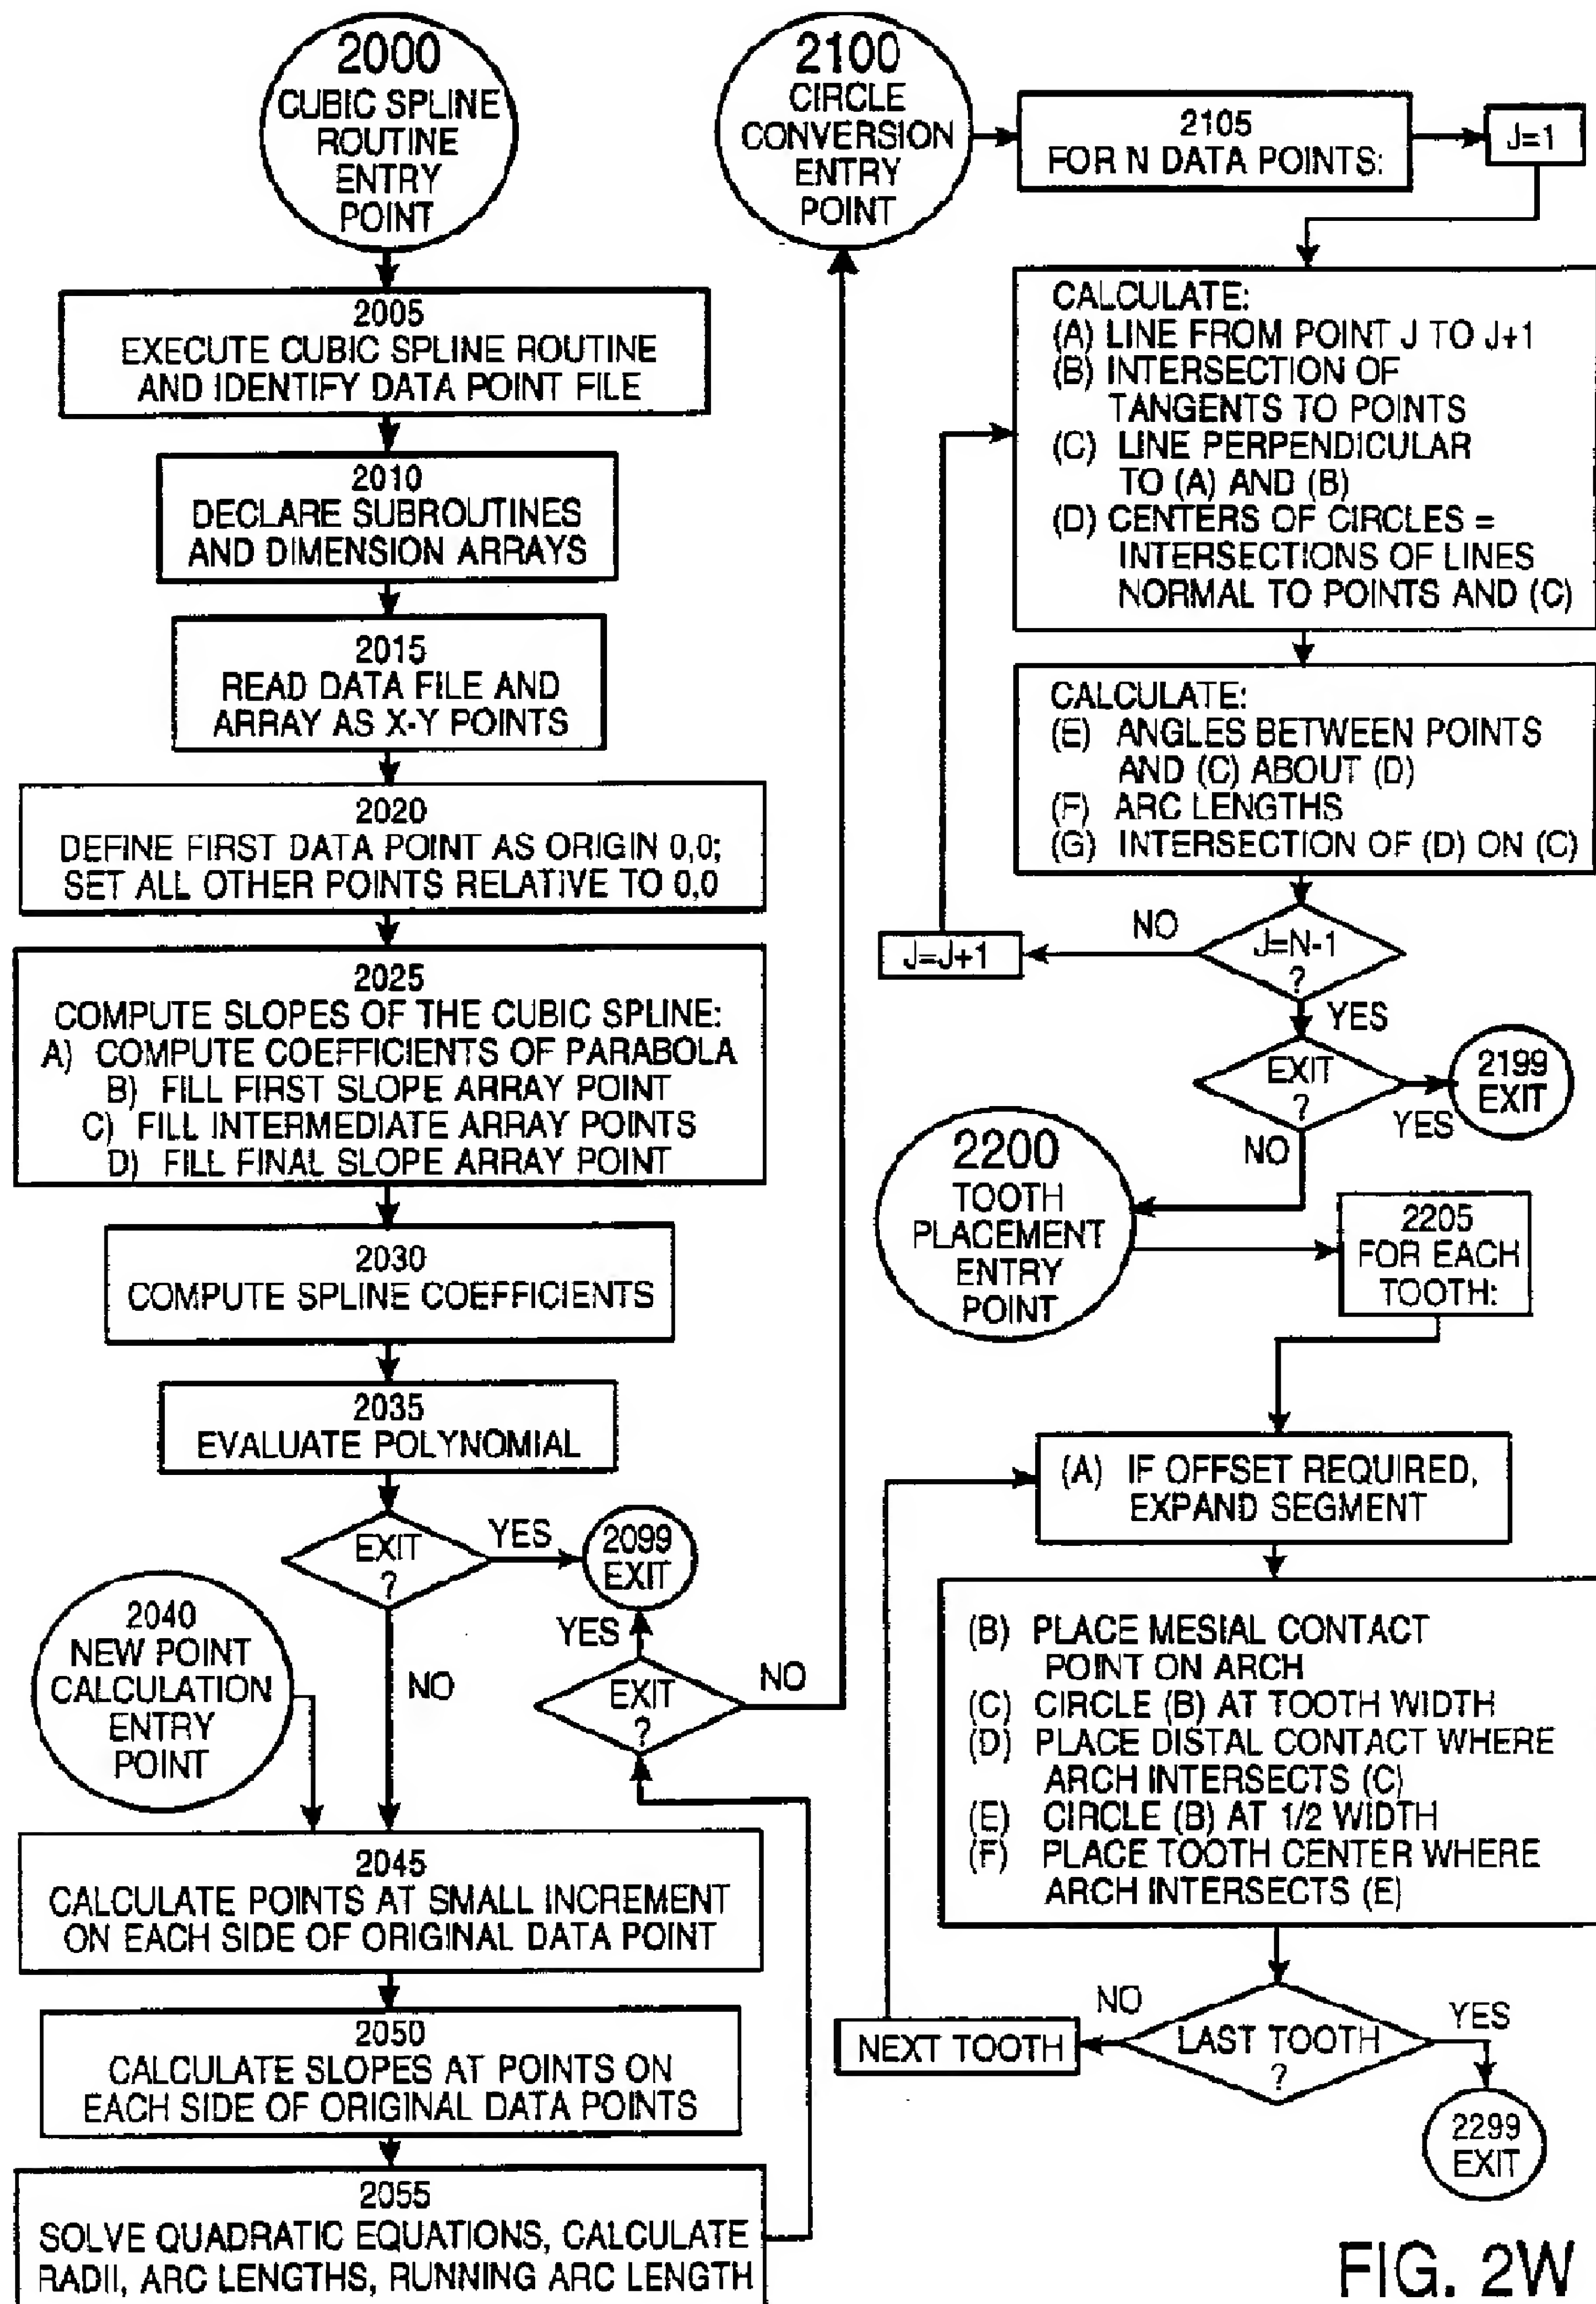 2000
CUBIC SPLINE
ROUTINE
ENTRY
POINT
2005
EXECUTE CUBIC SPLINE ROUTINE
AND IDENTIFY DATA POINT FILE
2010
DECLARE SUBROUTINES
AND DIMENSION ARRAYS
2015
READ DATA FILE AND
ARRAY AS X-Y POINTS
2020
DEFINE FIRST DATA POINT AS ORIGIN 0,0;
SET ALL OTHER POINTS RELATIVE TO 0,0
2025
COMPUTE SLOPES OF THE CUBIC SPLINE:
A) COMPUTE COEFFICIENTS OF PARABOLA
B) FILL FIRST SLOPE ARRAY POINT
C) FILL INTERMEDIATE ARRAY POINTS
D) FILL FINAL SLOPE ARRAY POINT
2030
COMPUTE SPLINE COEFFICIENTS
2035
EVALUATE POLYNOMIAL
EXIT
?
YES
2099
EXIT
NO
2040
NEW POINT
CALCULATION
ENTRY
POINT
YES
EXIT
?
NO
2045
CALCULATE POINTS AT SMALL INCREMENT
ON EACH SIDE OF ORIGINAL DATA POINT
2050
CALCULATE SLOPES AT POINTS ON
EACH SIDE OF ORIGINAL DATA POINTS
2055
SOLVE QUADRATIC EQUATIONS, CALCULATE
RADII, ARC LENGTHS, RUNNING ARC LENGTH
2100
CIRCLE
CONVERSION
ENTRY
POINT
2105
FOR N DATA POINTS:
J=1
CALCULATE:
(A) LINE FROM POINT J TO J+1
(B) INTERSECTION OF
TANGENTS TO POINTS
(C) LINE PERPENDICULAR
TO (A) AND (B)
(D) CENTERS OF CIRCLES =
INTERSECTIONS OF LINES
NORMAL TO POINTS AND (C)
CALCULATE:
(E) ANGLES BETWEEN POINTS
AND (C) ABOUT (D)
(F) ARC LENGTHS
(G) INTERSECTION OF (D) ON (C)
J=N-1
?
NO
J=J+1
YES
EXIT
?
YES
2199
EXIT
NO
2200
TOOTH
PLACEMENT
ENTRY
POINT
2205
FOR EACH
TOOTH:
(A) IF OFFSET REQUIRED,
EXPAND SEGMENT
(B) PLACE MESIAL CONTACT
POINT ON ARCH
(C) CIRCLE (B) AT TOOTH WIDTH
(D) PLACE DISTAL CONTACT WHERE
ARCH INTERSECTS (C)
(E) CIRCLE (B) AT 1/2 WIDTH
(F) PLACE TOOTH CENTER WHERE
ARCH INTERSECTS (E)
LAST TOOTH
?
NO
NEXT TOOTH
YES
2299
EXIT
FIG. 2W